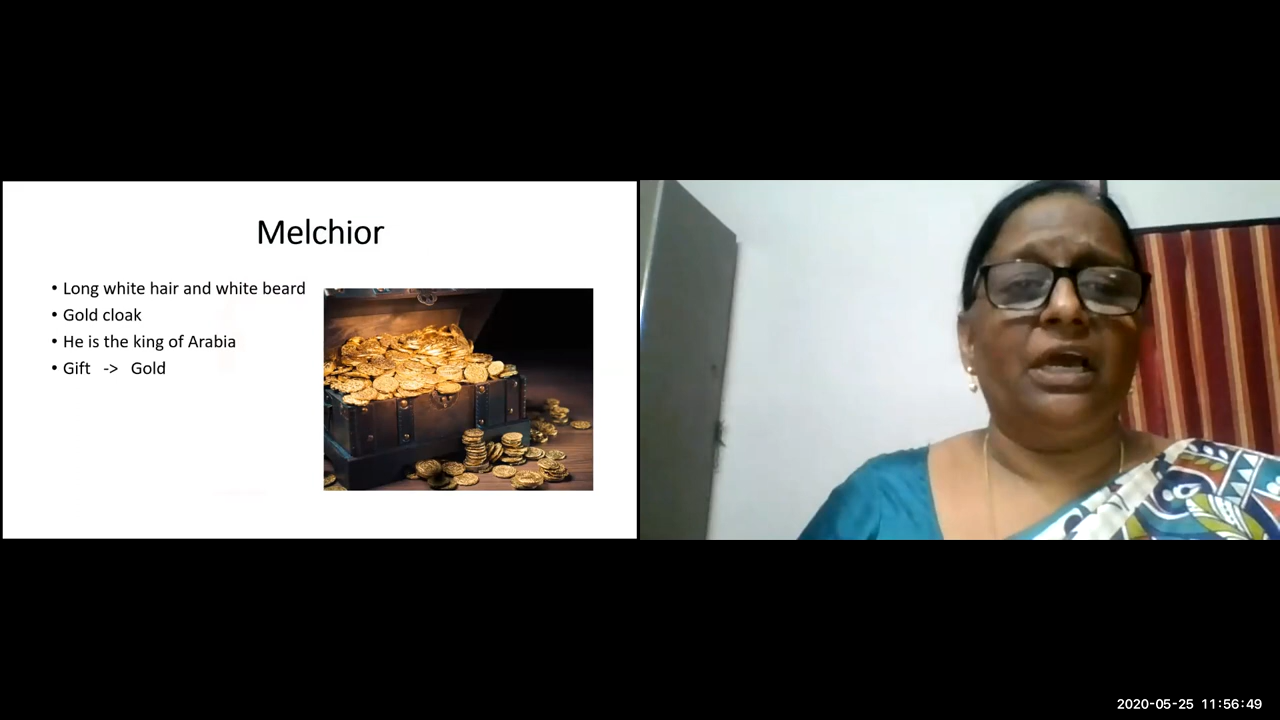 Melchior
• Long white hair and white beard
• Gold cloak
• He is the king of Arabia
• Gift -> Gold
2020-05-25 11:56:49